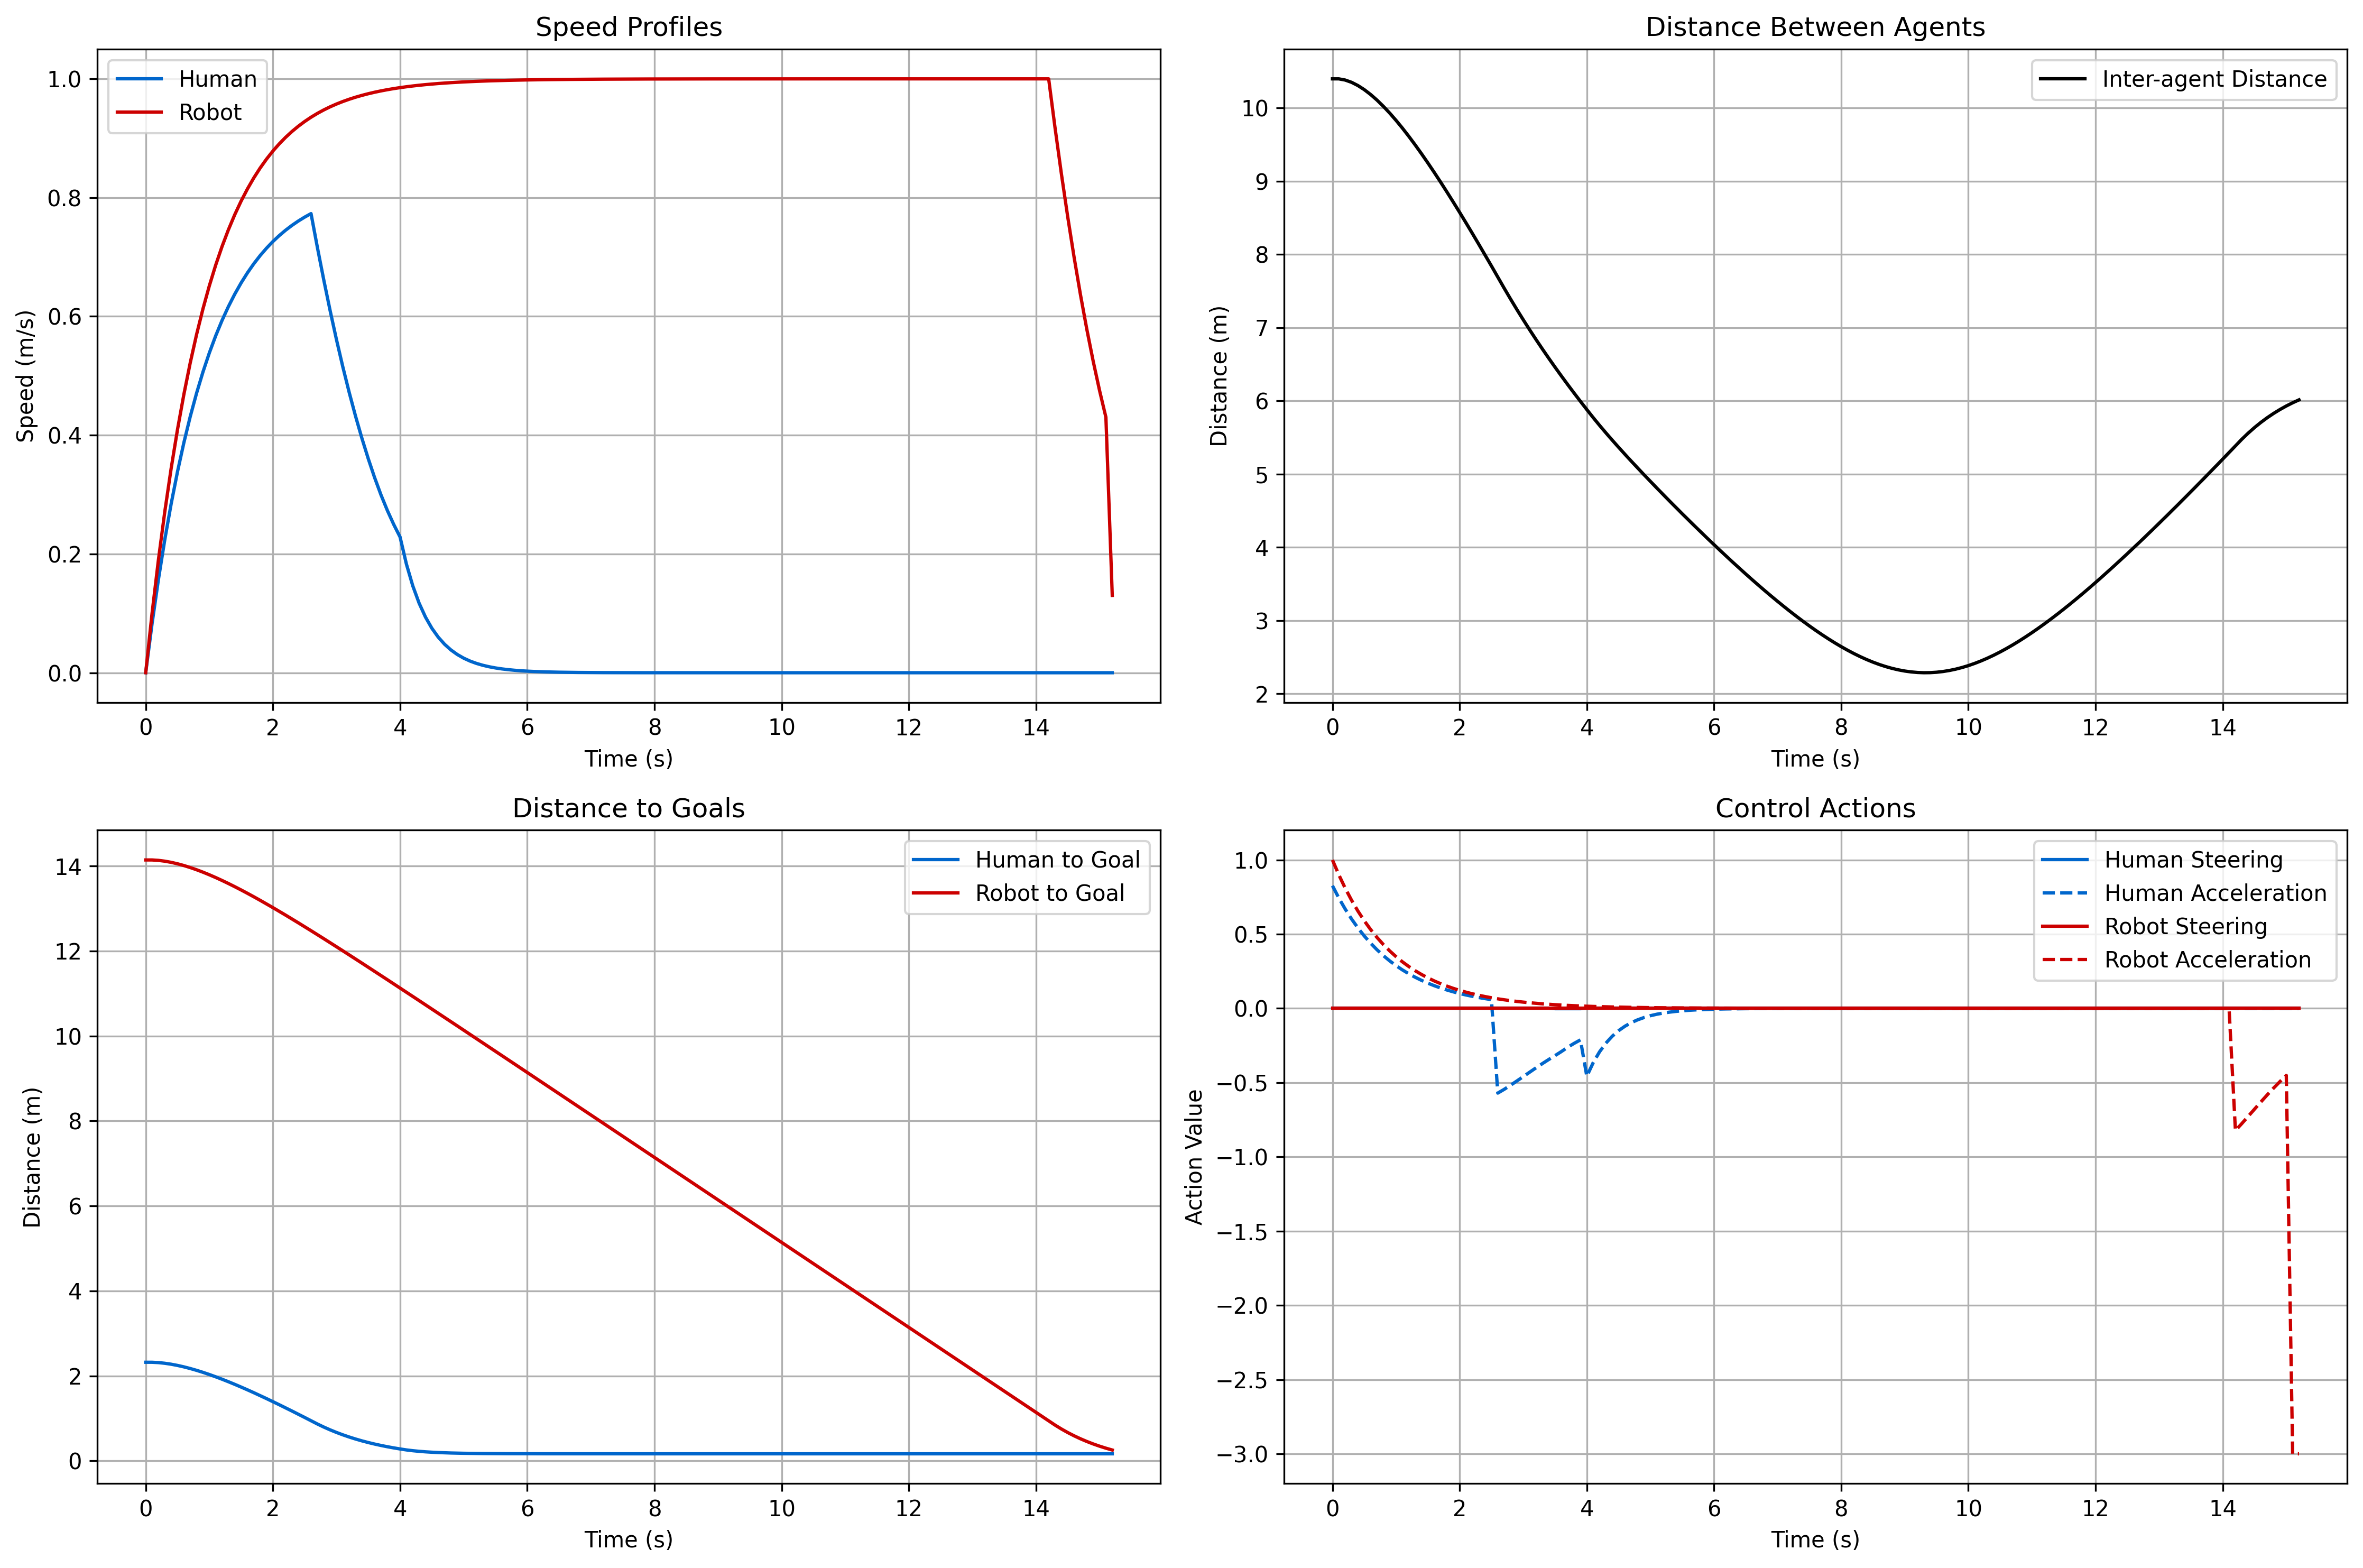 Speed Profiles
Human
Robot
1.0
0.8
0.6
0.4
0.2
0.0
Speed (m/s)
0 2 4 6 8 10 12 14
Time (s)
Distance Between Agents
Inter-agent Distance
10
9
8
7
6
5
4
3
2
Distance (m)
0 2 4 6 8 10 12 14
Time (s)
Distance to Goals
Human to Goal
Robot to Goal
14
12
10
8
6
4
2
0
Distance (m)
0 2 4 6 8 10 12 14
Time (s)
Control Actions
Human Steering
Human Acceleration
Robot Steering
Robot Acceleration
1.0
0.5
0.0
−0.5
−1.0
−1.5
−2.0
−2.5
−3.0
Action Value
0 2 4 6 8 10 12 14
Time (s)